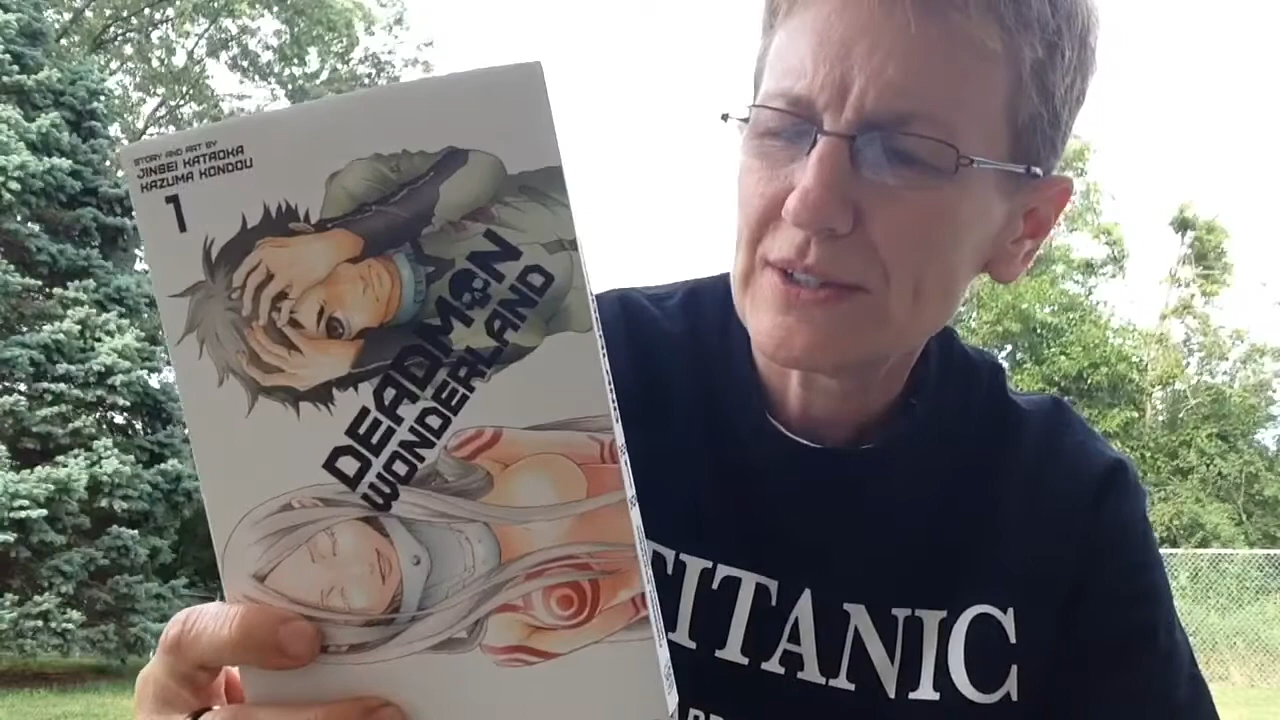 STORY AND ART BY
JINSEI KATAOKA
KAZUMA KONDOU
1
DEADMAN
WONDERLAND
TITANIC